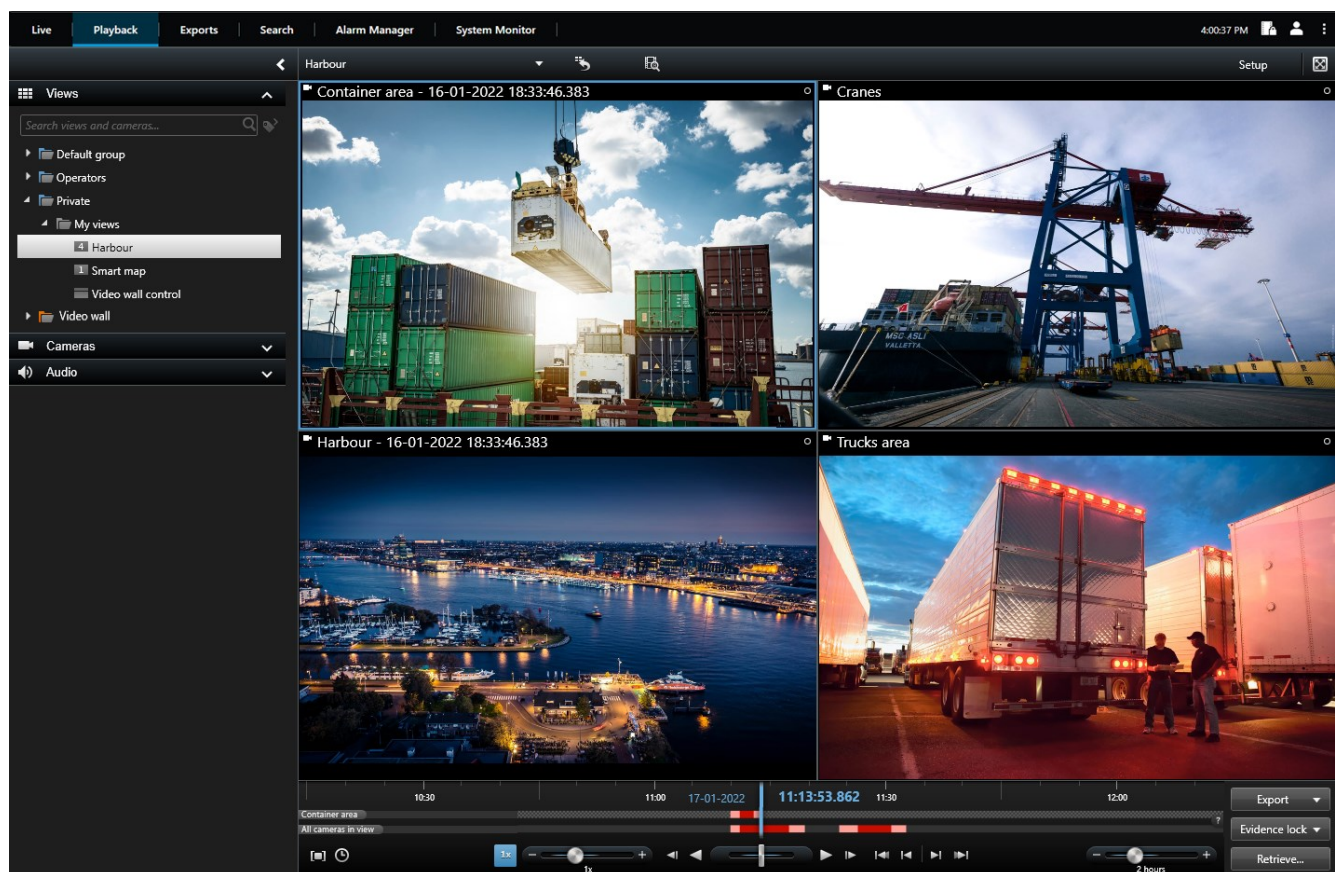 Live Playback Exports Search Alarm Manager System Monitor 4:00:37 PM
Harbour Setup
Views
Search views and cameras...
Default group
Operators
Private
My views
4 Harbour
1 Smart map
Video wall control
Video wall
Cameras
Audio
Container area - 16-01-2022 18:33:46.383
Cranes
MSC ASLI
VALLETTA
Harbour - 16-01-2022 18:33:46.383
Trucks area
10:30 11:00 17-01-2022 11:13:53.862 11:30 12:00
Container area
All cameras in view
?
1x
1x
2 hours
Export
Evidence lock
Retrieve...